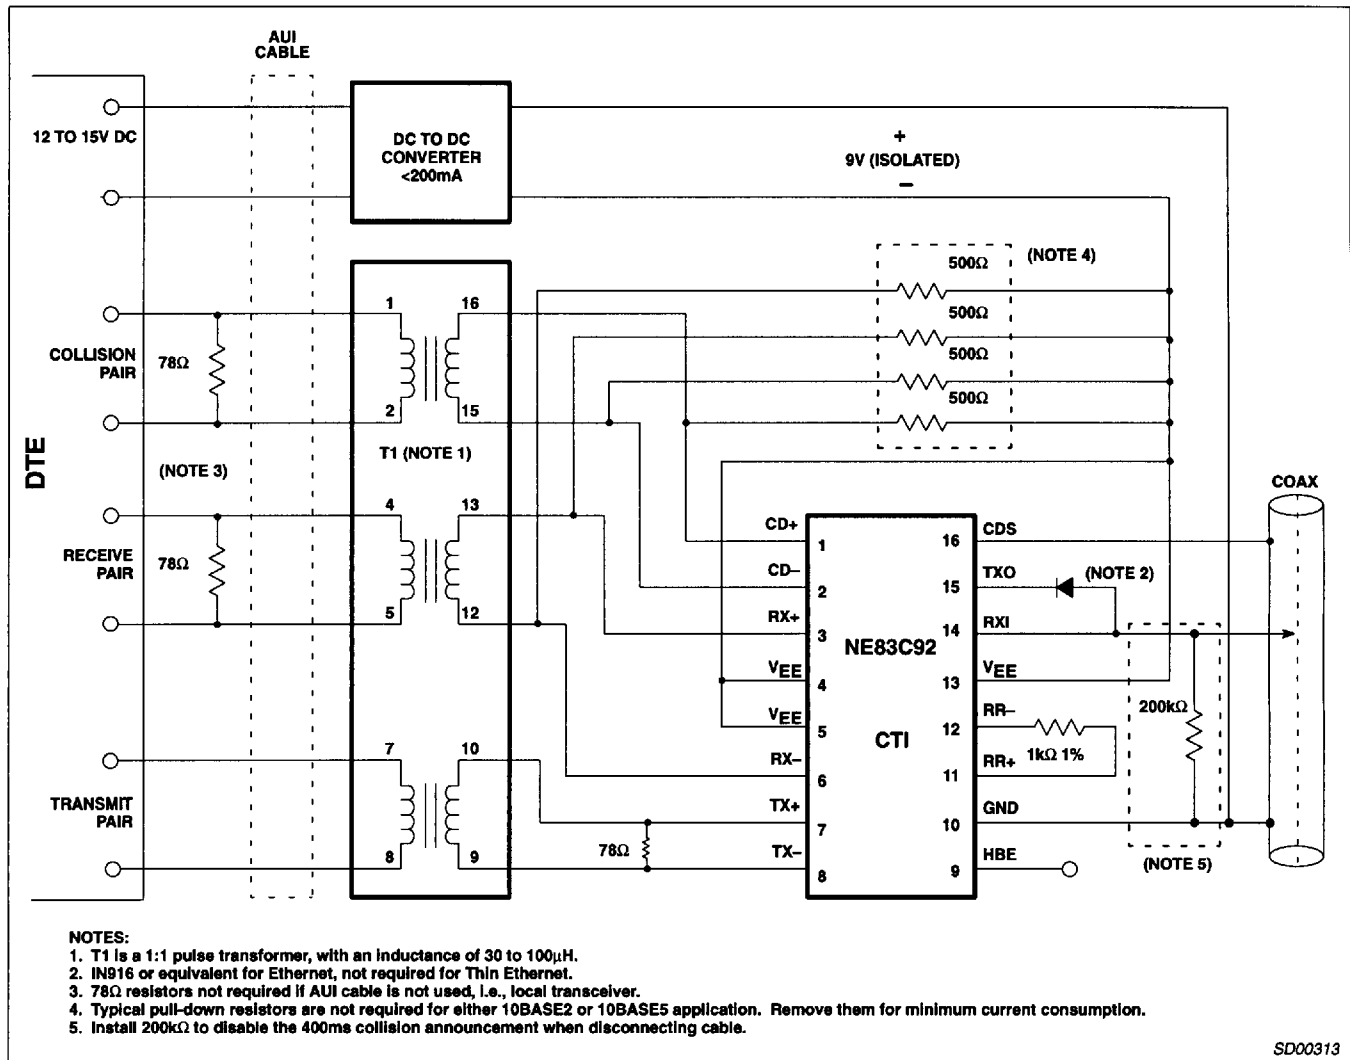 AUI
CABLE
12 TO 15V DC
DC TO DC
CONVERTER
<200mA
+
9V (ISOLATED)
–
500Ω
(NOTE 4)
500Ω
500Ω
500Ω
1
16
COLLISION
PAIR
78Ω
2
15
T1 (NOTE 1)
DTE
(NOTE 3)
4
13
RECEIVE
PAIR
78Ω
5
12
7
10
TRANSMIT
PAIR
8
9
78Ω
CD+
1
CD–
2
RX+
3
VEE
4
VEE
5
RX–
6
TX+
7
TX–
8
NE83C92
CTI
16
CDS
15
TXO
(NOTE 2)
14
RXI
13
VEE
12
RR–
1kΩ 1%
11
RR+
10
GND
9
HBE
200kΩ
(NOTE 5)
COAX
NOTES:
1. T1 is a 1:1 pulse transformer, with an inductance of 30 to 100μH.
2. IN916 or equivalent for Ethernet, not required for Thin Ethernet.
3. 78Ω resistors not required if AUI cable is not used, i.e., local transceiver.
4. Typical pull-down resistors are not required for either 10BASE2 or 10BASE5 application. Remove them for minimum current consumption.
5. Install 200kΩ to disable the 400ms collision announcement when disconnecting cable.
SD00313